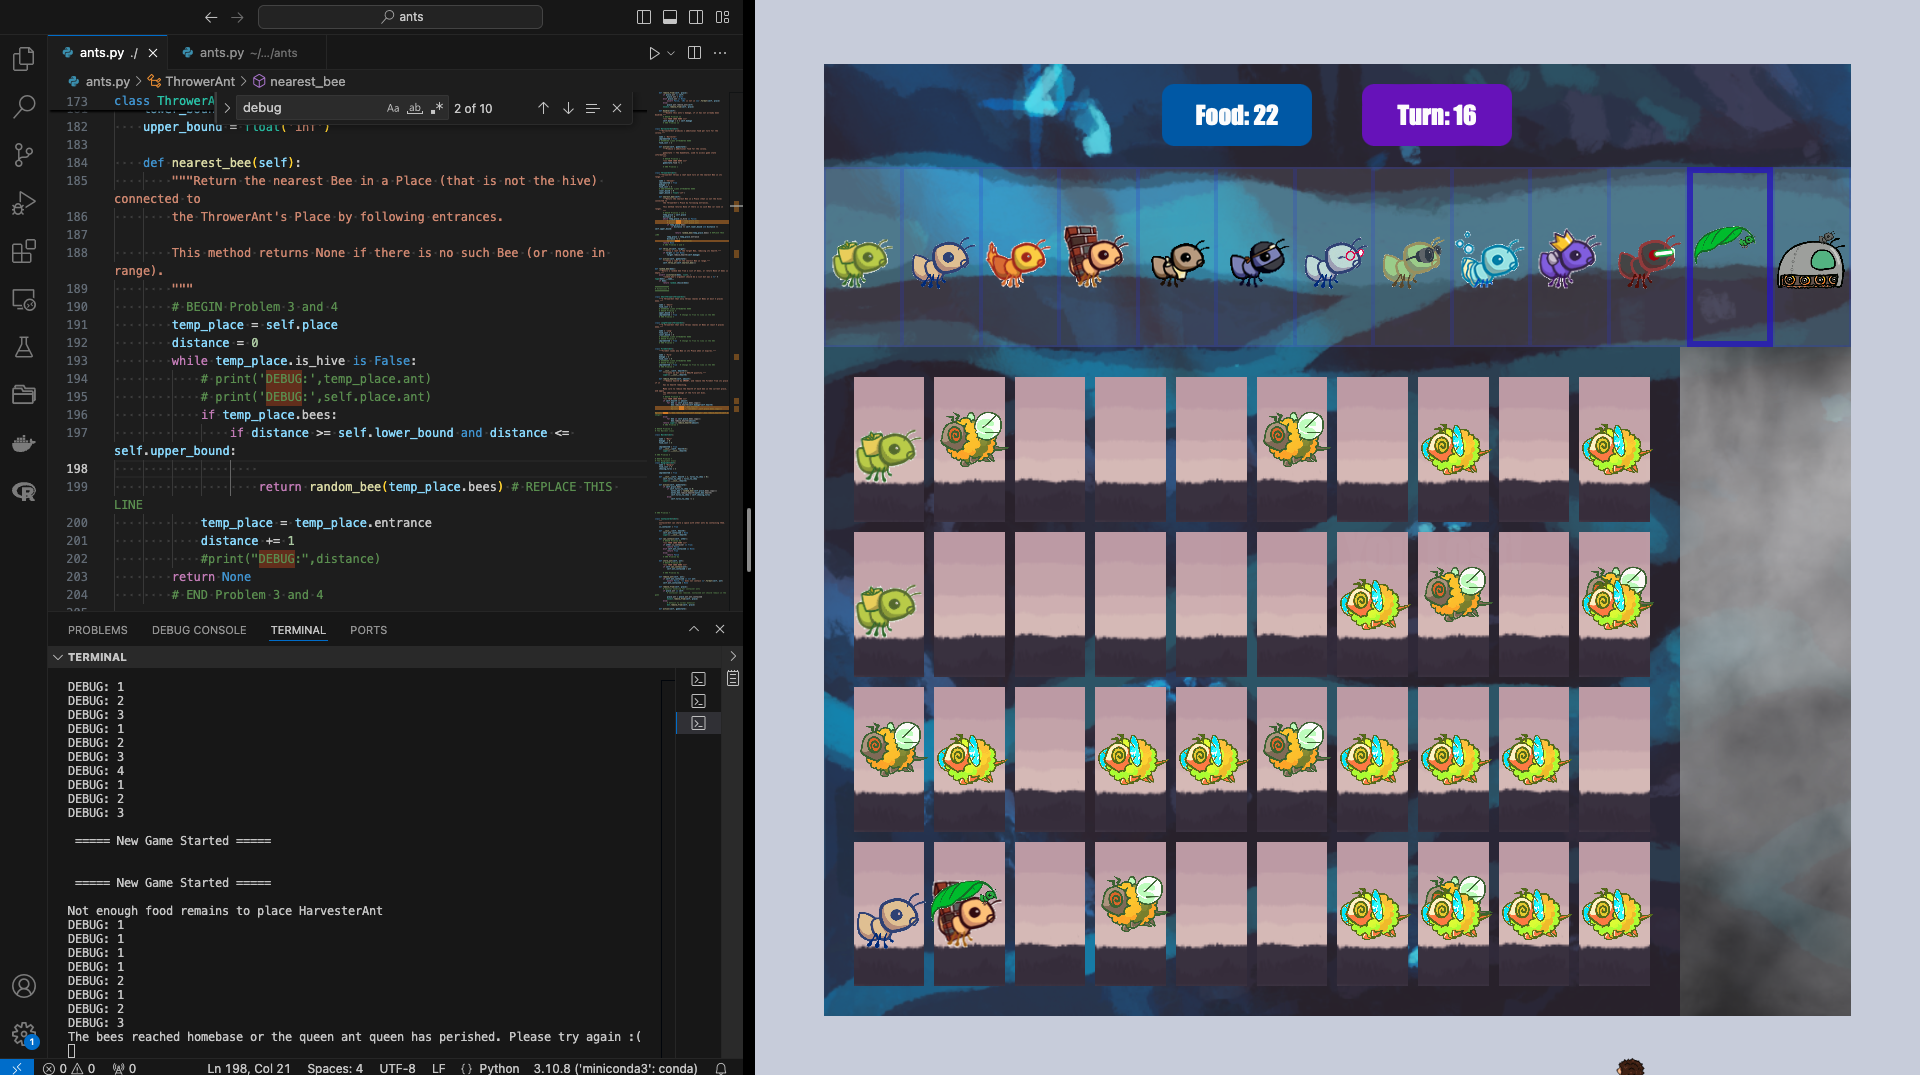 ants
ants.py ./
ants.py ~/.../ants
ants.py > ThrowerAnt > nearest_bee
debug
Aa ab .* 2 of 10
173 class ThrowerA
182 upper_bound = float('inf')
183
184 def nearest_bee(self):
185 """Return the nearest Bee in a Place (that is not the hive)
connected to
186 the ThrowerAnt's Place by following entrances.
187
188 This method returns None if there is no such Bee (or none in
range).
189 """
190 # BEGIN Problem 3 and 4
191 temp_place = self.place
192 distance = 0
193 while temp_place.is_hive is False:
194 # print('DEBUG:',temp_place.ant)
195 # print('DEBUG:',self.place.ant)
196 if temp_place.bees:
197 if distance >= self.lower_bound and distance <=
self.upper_bound:
198
199 return random_bee(temp_place.bees) # REPLACE THIS
LINE
200 temp_place = temp_place.entrance
201 distance += 1
202 #print("DEBUG:",distance)
203 return None
204 # END Problem 3 and 4
PROBLEMS DEBUG CONSOLE TERMINAL PORTS
TERMINAL
DEBUG: 1
DEBUG: 2
DEBUG: 3
DEBUG: 1
DEBUG: 2
DEBUG: 3
DEBUG: 4
DEBUG: 1
DEBUG: 2
DEBUG: 3
===== New Game Started =====
===== New Game Started =====
Not enough food remains to place HarvesterAnt
DEBUG: 1
DEBUG: 1
DEBUG: 1
DEBUG: 1
DEBUG: 2
DEBUG: 1
DEBUG: 2
DEBUG: 3
The bees reached homebase or the queen ant queen has perished. Please try again :(
1
0 0 0 Ln 198, Col 21 Spaces: 4 UTF-8 LF {} Python 3.10.8 ('miniconda3': conda)
Food: 22
Turn: 16